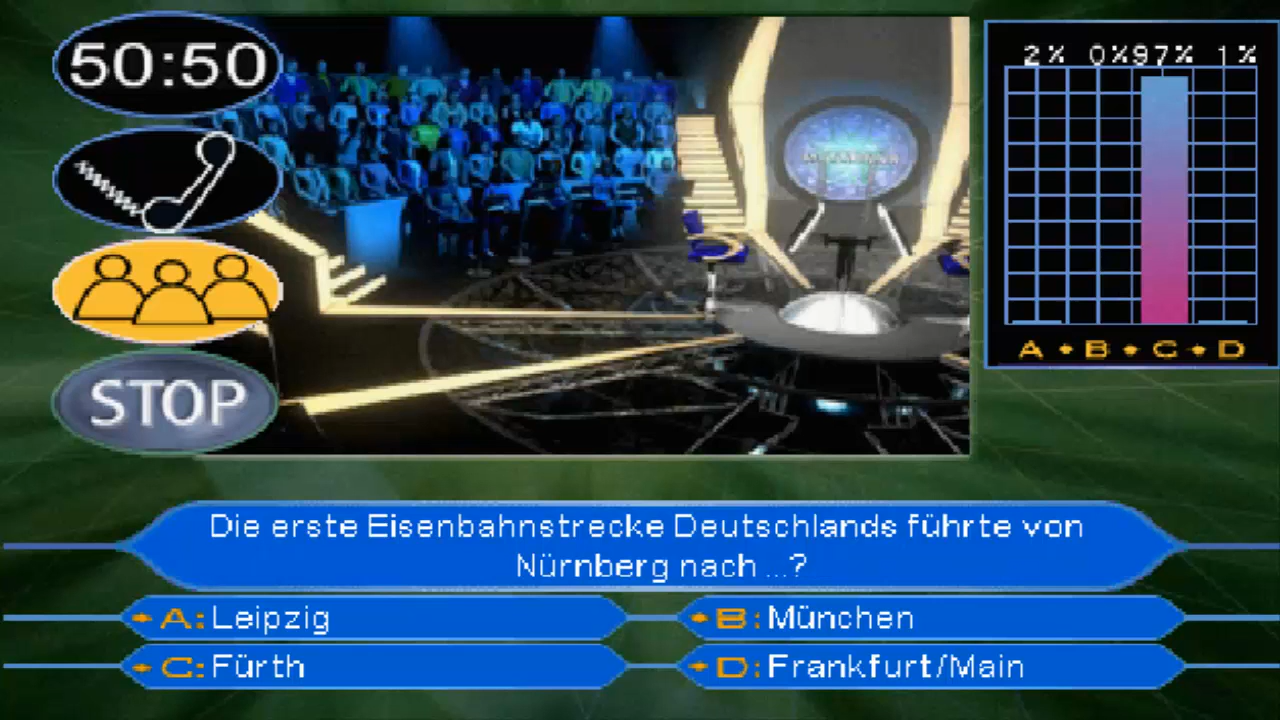 50:50
STOP
2% 0% 97% 1%
A B C D
Die erste Eisenbahnstrecke Deutschlands führte von
Nürnberg nach ...?
A: Leipzig
B: München
C: Fürth
D: Frankfurt/Main